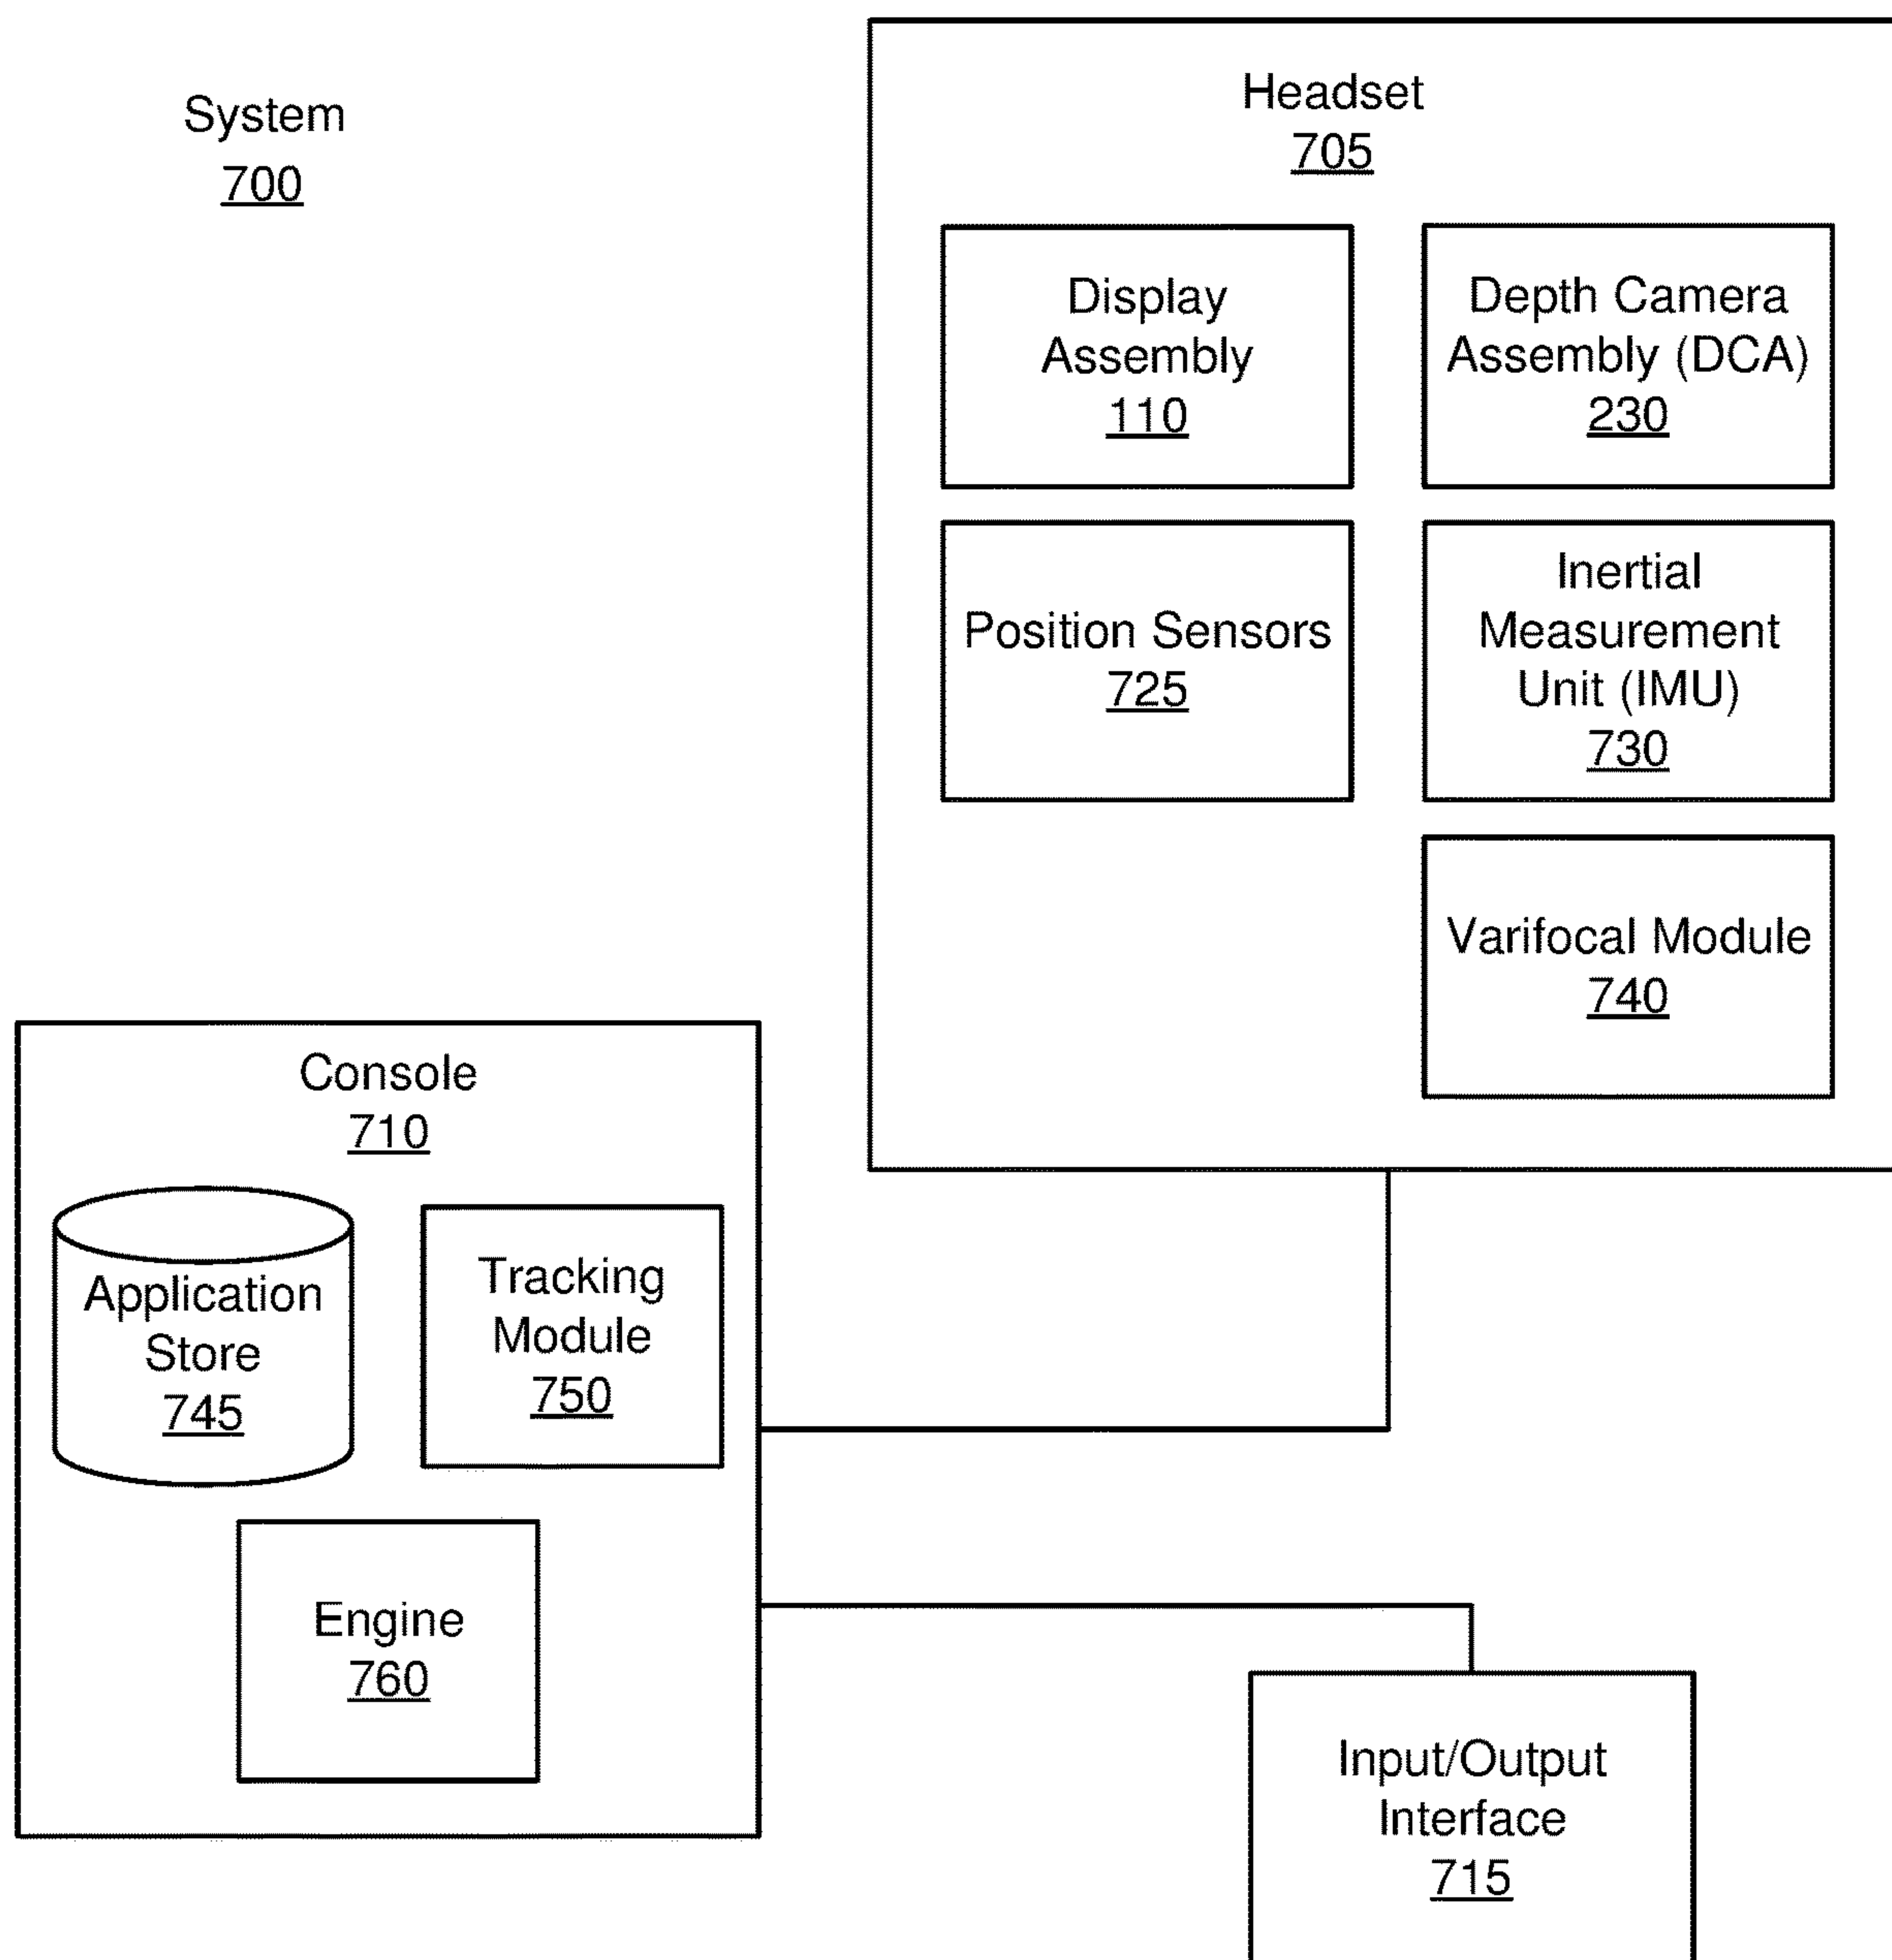 System
700
Headset
705
Display
Assembly
110
Depth Camera
Assembly (DCA)
230
Position Sensors
725
Inertial
Measurement
Unit (IMU)
730
Varifocal Module
740
Console
710
Application
Store
745
Tracking
Module
750
Engine
760
Input/Output
Interface
715